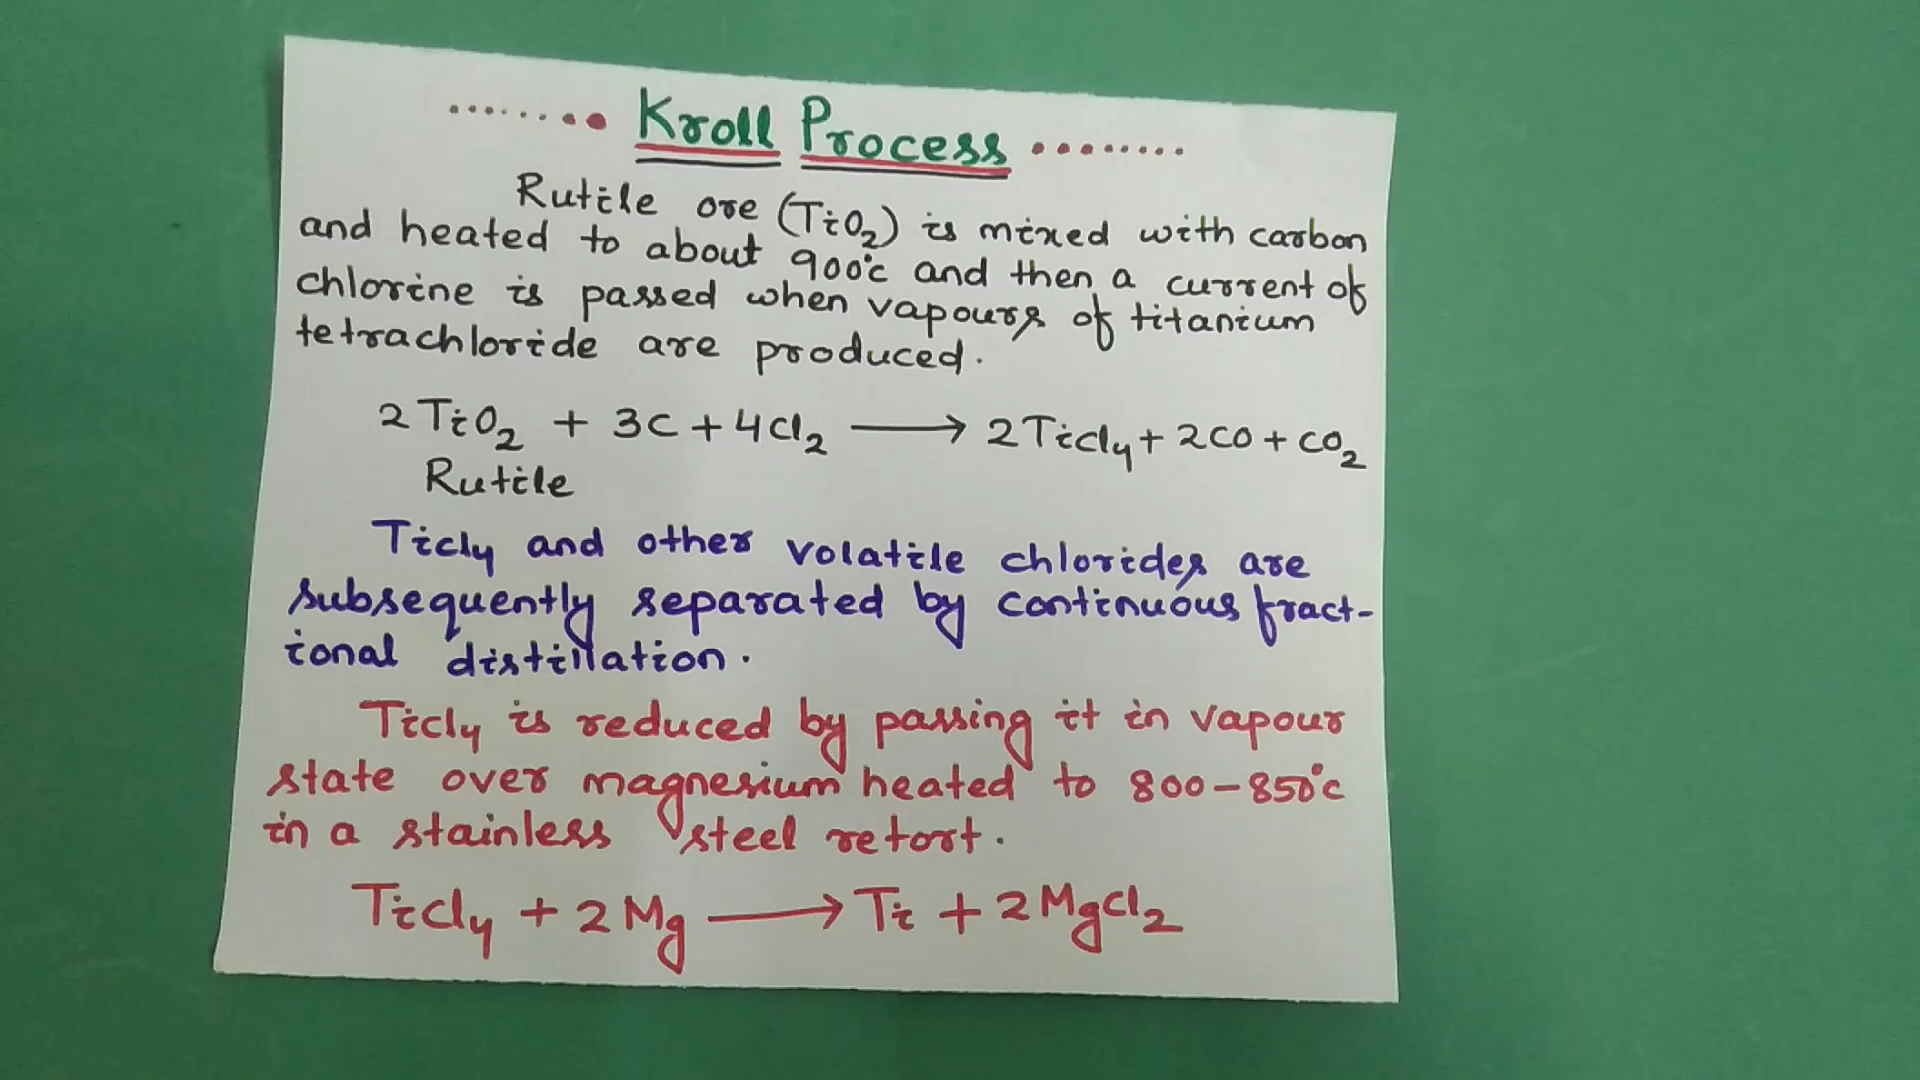 ........ Kroll Process ........
Rutile ore (TiO₂) is mixed with carbon
and heated to about 900°c and then a current of
chlorine is passed when vapours of titanium
tetrachloride are produced.
2TiO₂ + 3C + 4Cl₂ ⟶ 2TiCl₄ + 2CO + CO₂
Rutile
TiCl₄ and other volatile chlorides are
subsequently separated by continuous fract-
ional distillation.
TiCl₄ is reduced by passing it in vapour
state over magnesium heated to 800-850°c
in a stainless steel retort.
TiCl₄ + 2Mg ⟶ Ti + 2MgCl₂